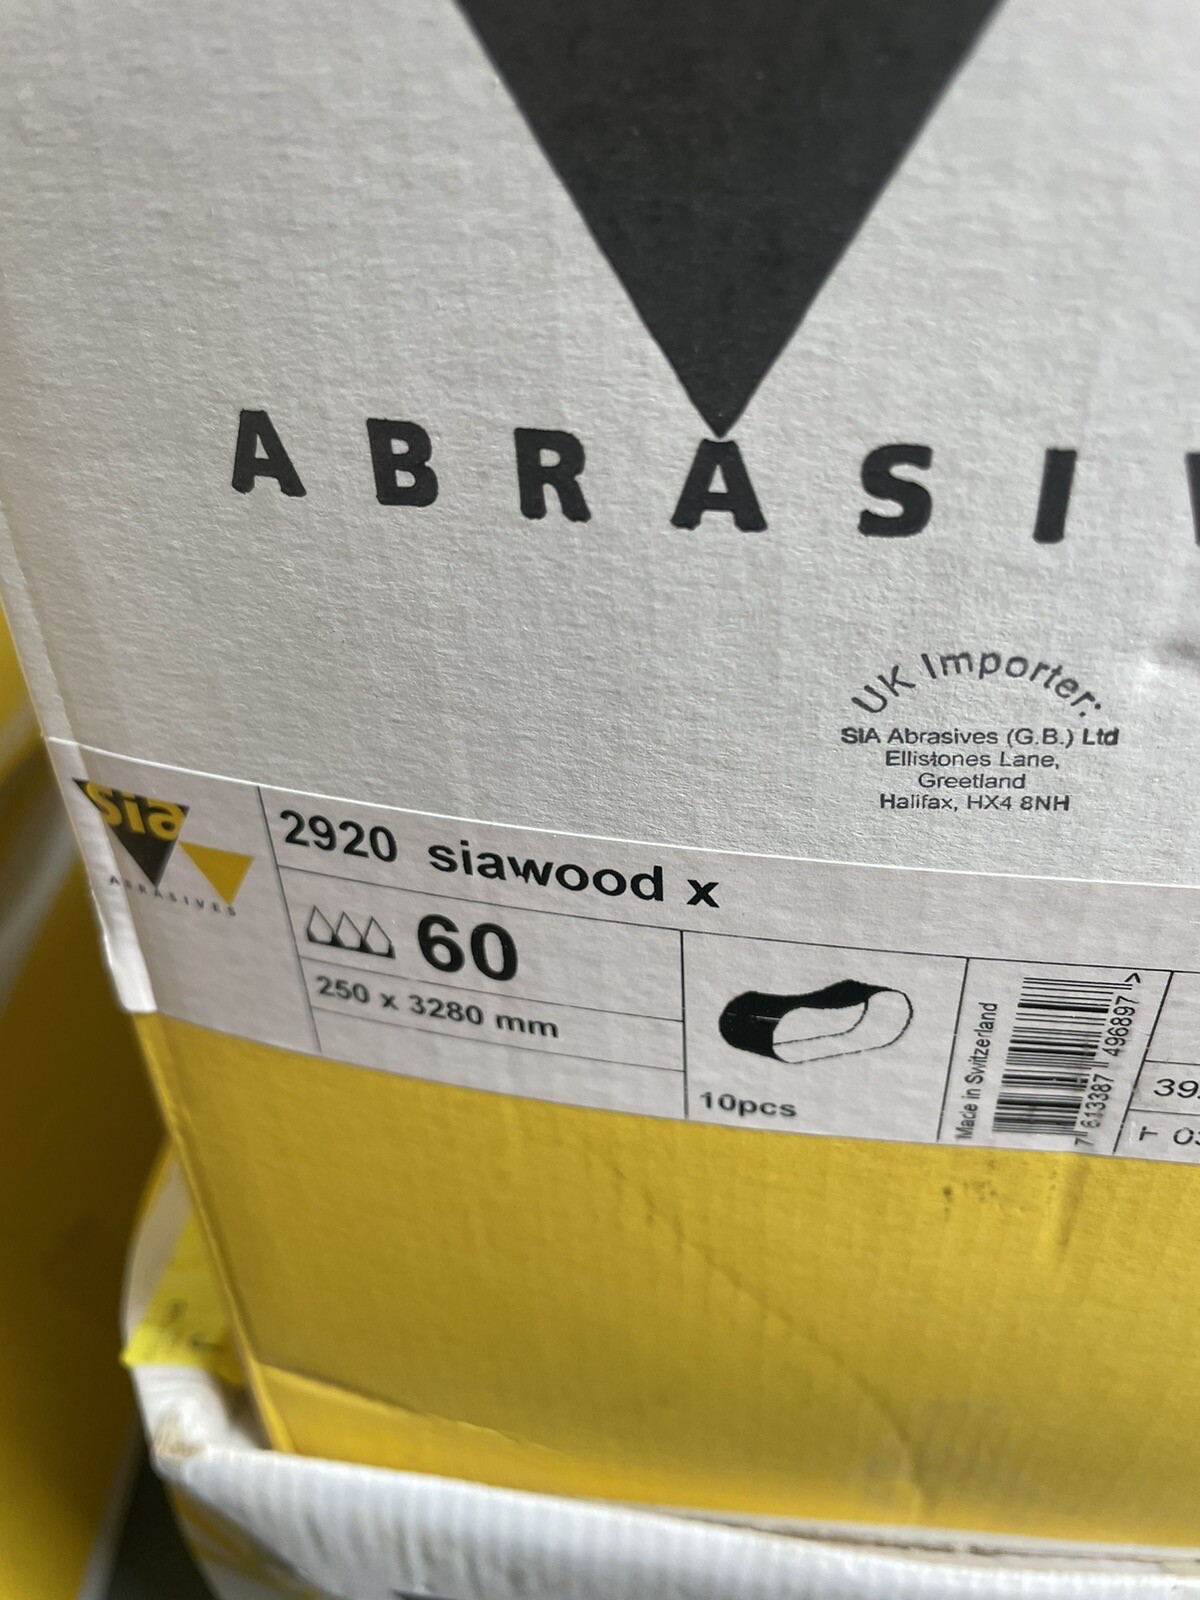 ABRASI
UK Importer:
SIA Abrasives (G.B.) Ltd
Ellistones Lane,
Greetland
Halifax, HX4 8NH
sia
ABRASIVES
2920 siawood x
60
250 x 3280 mm
10pcs
Made in Switzerland
7 613387 496897 >
39